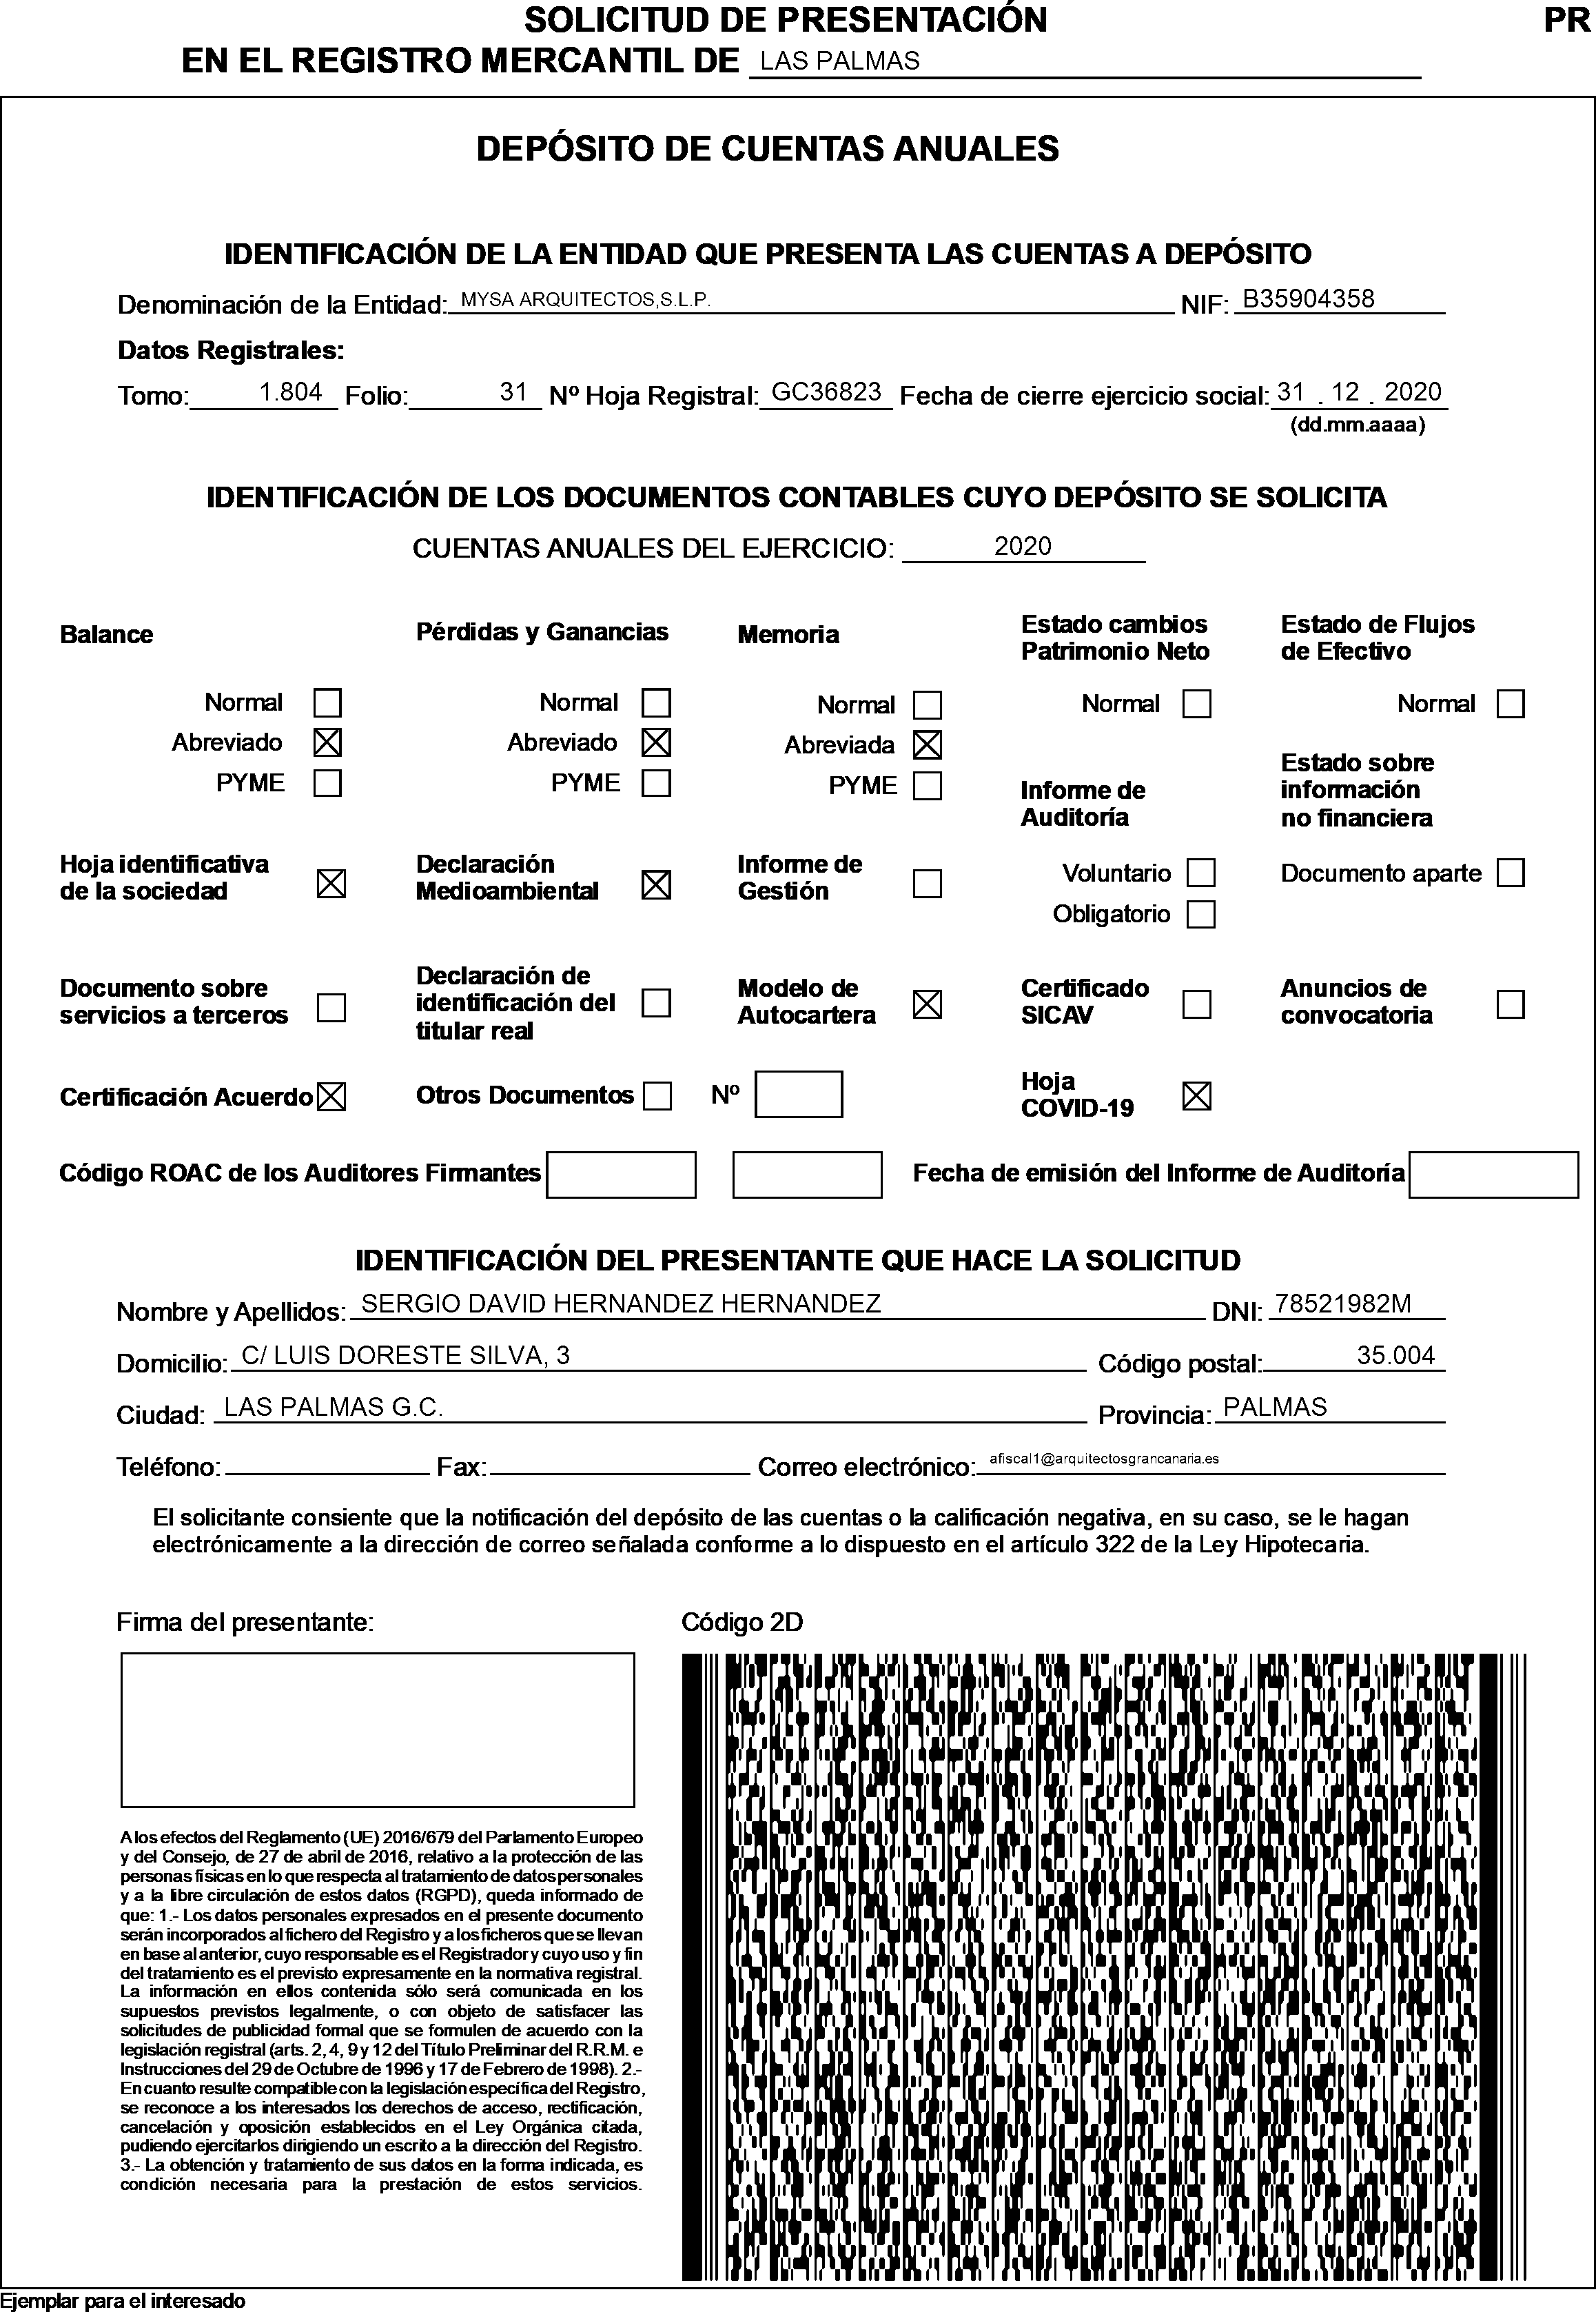 SOLICITUD DE PRESENTACIÓN PR
EN EL REGISTRO MERCANTIL DE LAS PALMAS
DEPÓSITO DE CUENTAS ANUALES
IDENTIFICACIÓN DE LA ENTIDAD QUE PRESENTA LAS CUENTAS A DEPÓSITO
Denominación de la Entidad: MYSA ARQUITECTOS,S.L.P. NIF: B35904358
Datos Registrales:
Tomo: 1.804 Folio: 31 Nº Hoja Registral: GC36823 Fecha de cierre ejercicio social: 31 . 12 . 2020
(dd.mm.aaaa)
IDENTIFICACIÓN DE LOS DOCUMENTOS CONTABLES CUYO DEPÓSITO SE SOLICITA
CUENTAS ANUALES DEL EJERCICIO: 2020
Balance
Normal
Abreviado
PYME
Pérdidas y Ganancias
Normal
Abreviado
PYME
Memoria
Normal
Abreviada
PYME
Estado cambios
Patrimonio Neto
Normal
Estado de Flujos
de Efectivo
Normal
Informe de
Auditoría
Voluntario
Obligatorio
Estado sobre
información
no financiera
Documento aparte
Hoja identificativa
de la sociedad
Declaración
Medioambiental
Informe de
Gestión
Documento sobre
servicios a terceros
Declaración de
identificación del
titular real
Modelo de
Autocartera
Certificado
SICAV
Anuncios de
convocatoria
Certificación Acuerdo
Otros Documentos
Nº
Hoja
COVID-19
Código ROAC de los Auditores Firmantes
Fecha de emisión del Informe de Auditoría
IDENTIFICACIÓN DEL PRESENTANTE QUE HACE LA SOLICITUD
Nombre y Apellidos: SERGIO DAVID HERNANDEZ HERNANDEZ DNI: 78521982M
Domicilio: C/ LUIS DORESTE SILVA, 3 Código postal: 35.004
Ciudad: LAS PALMAS G.C. Provincia: PALMAS
Teléfono: Fax: Correo electrónico: afiscal1@arquitectosgrancanaria.es
El solicitante consiente que la notificación del depósito de las cuentas o la calificación negativa, en su caso, se le hagan
electrónicamente a la dirección de correo señalada conforme a lo dispuesto en el artículo 322 de la Ley Hipotecaria.
Firma del presentante:
Código 2D
A los efectos del Reglamento (UE) 2016/679 del Parlamento Europeo
y del Consejo, de 27 de abril de 2016, relativo a la protección de las
personas físicas en lo que respecta al tratamiento de datos personales
y a la libre circulación de estos datos (RGPD), queda informado de
que: 1.- Los datos personales expresados en el presente documento
serán incorporados al fichero del Registro y a los ficheros que se llevan
en base al anterior, cuyo responsable es el Registrador y cuyo uso y fin
del tratamiento es el previsto expresamente en la normativa registral.
La información en ellos contenida sólo será comunicada en los
supuestos previstos legalmente, o con objeto de satisfacer las
solicitudes de publicidad formal que se formulen de acuerdo con la
legislación registral (arts. 2, 4, 9 y 12 del Título Preliminar del R.R.M. e
Instrucciones del 29 de Octubre de 1996 y 17 de Febrero de 1998). 2.-
En cuanto resulte compatible con la legislación específica del Registro,
se reconoce a los interesados los derechos de acceso, rectificación,
cancelación y oposición establecidos en el Ley Orgánica citada,
pudiendo ejercitarlos dirigiendo un escrito a la dirección del Registro.
3.- La obtención y tratamiento de sus datos en la forma indicada, es
condición necesaria para la prestación de estos servicios.
Ejemplar para el interesado